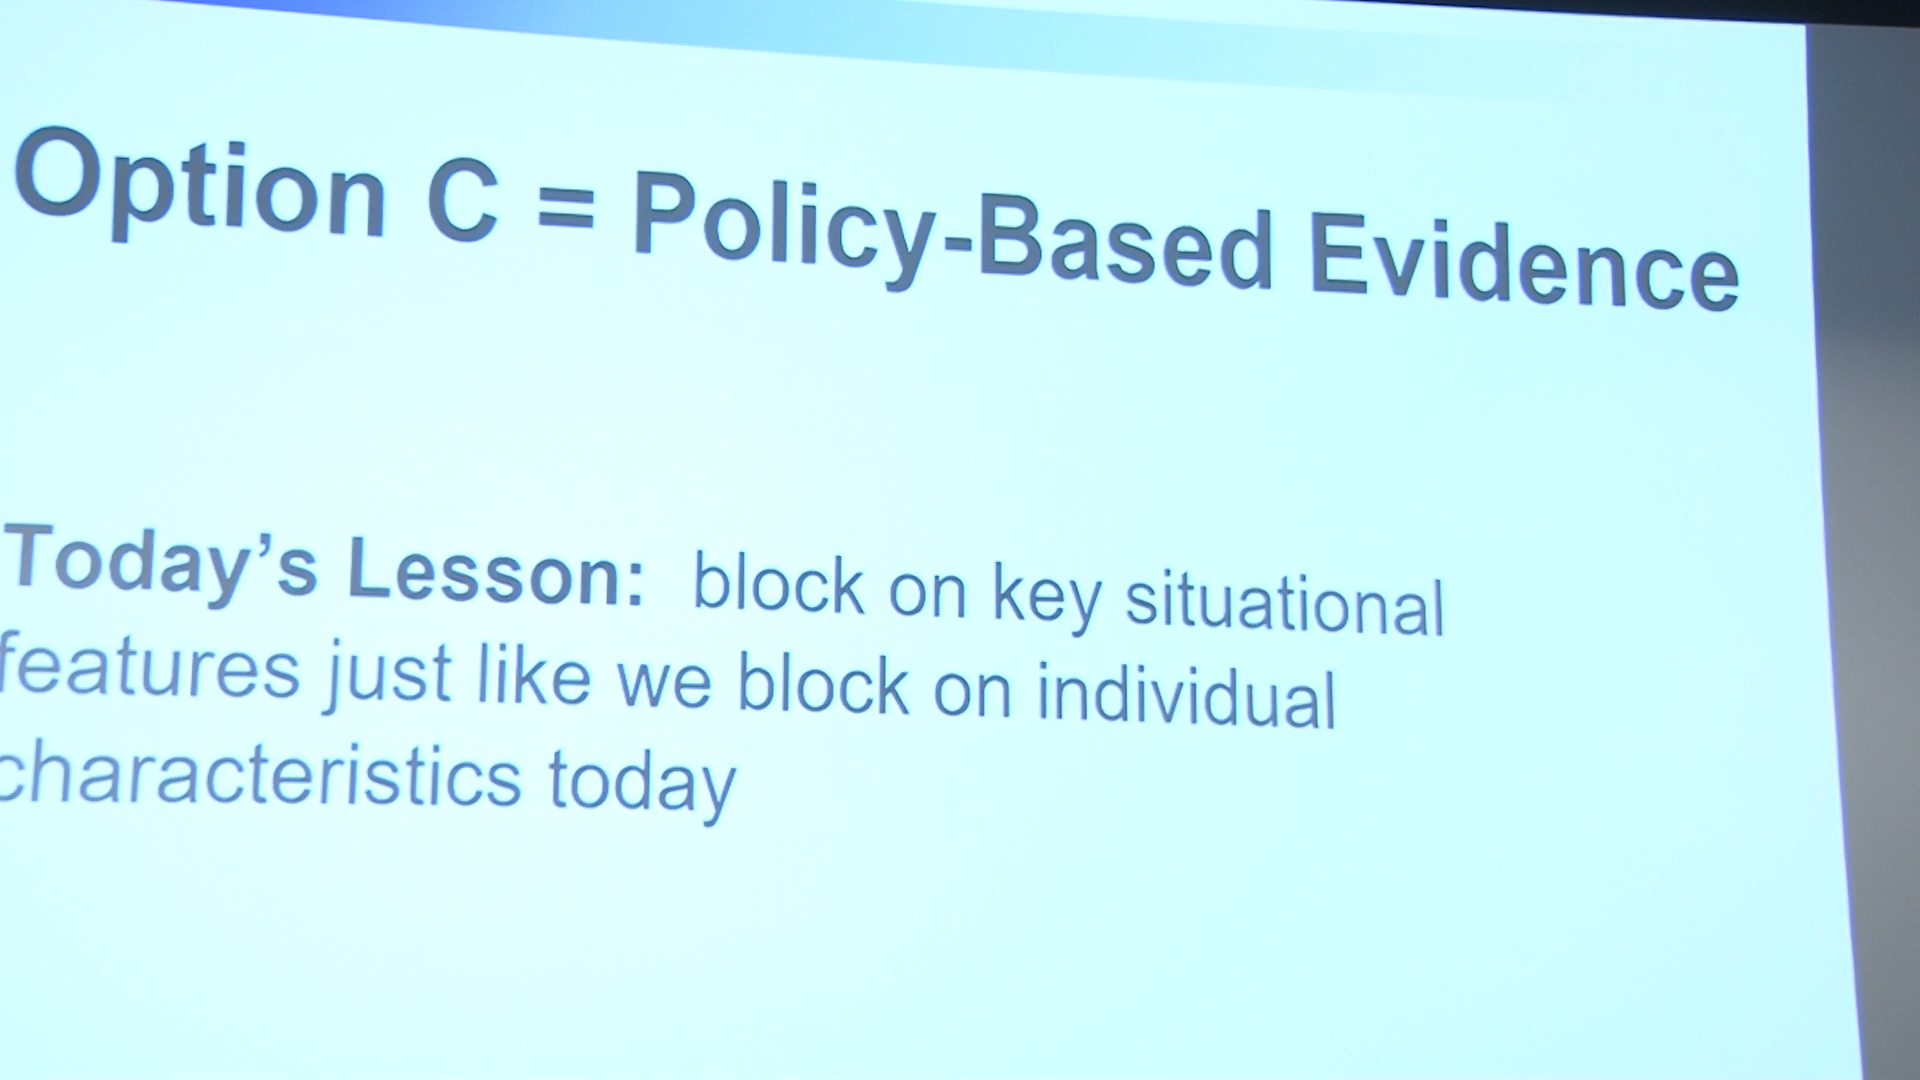 Option C = Policy-Based Evidence
Today’s Lesson: block on key situational
features just like we block on individual
characteristics today